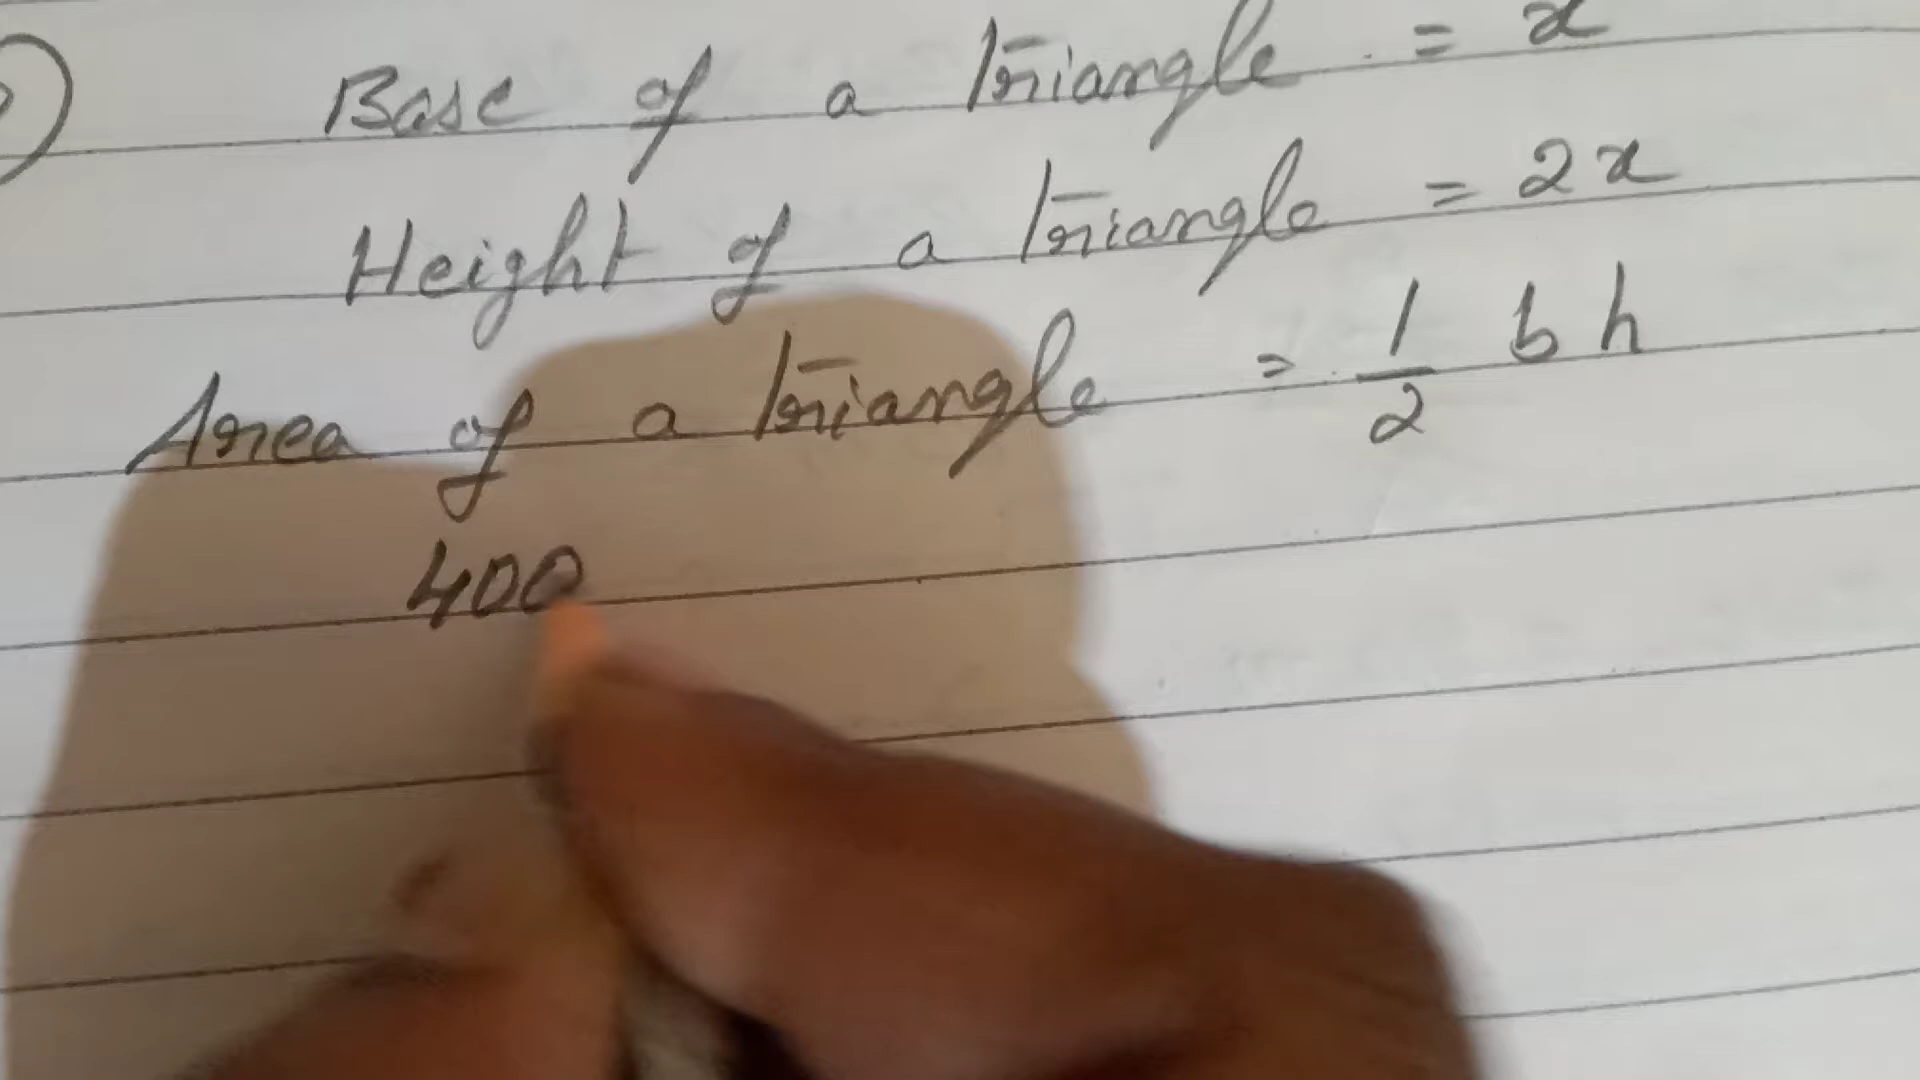 Base of a triangle = x
Height of a triangle = 2x
Area of a triangle = 1/2 bh
400